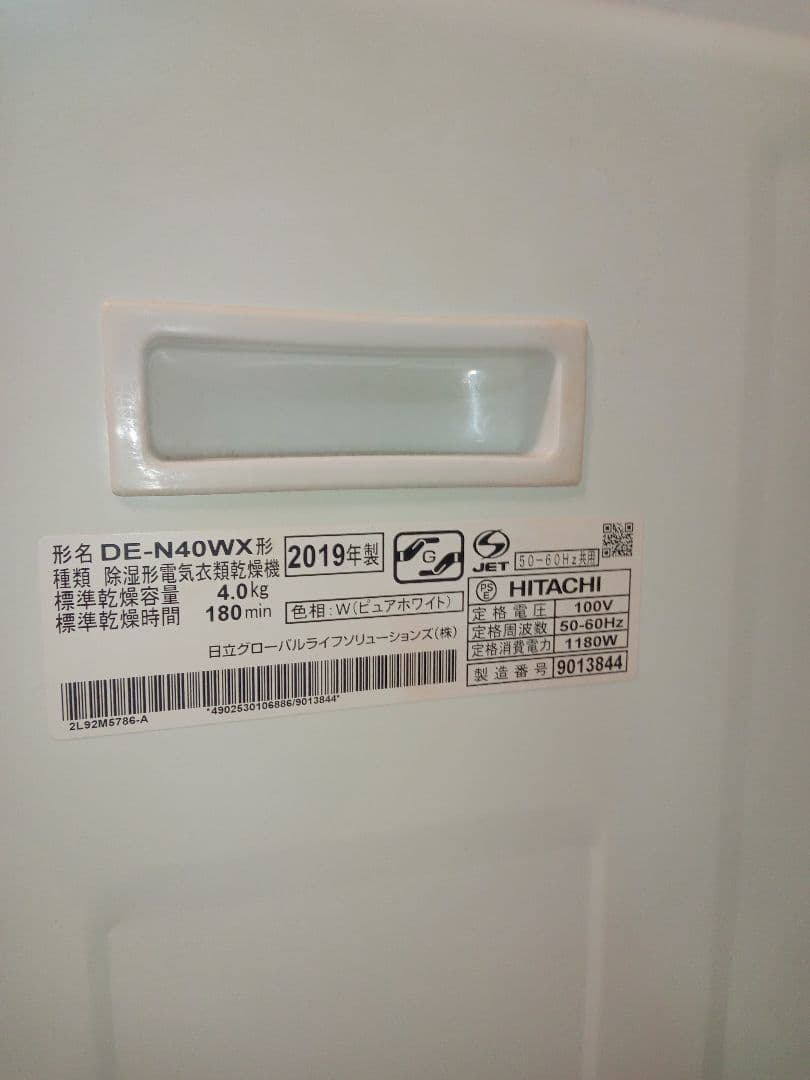 形名 DE-N40WX形
種類 除湿形電気衣類乾燥機
標準乾燥容量 4.0kg
標準乾燥時間 180min
2019年製
色相:W(ピュアホワイト)
日立グローバルライフソリューションズ(株)
2L92M5786-A
*4902530106886/9013844*
G
S
JET
50-60Hz共用
PS
E
HITACHI
定格電圧 100V
定格周波数 50-60Hz
定格消費電力 1180W
製造番号 9013844